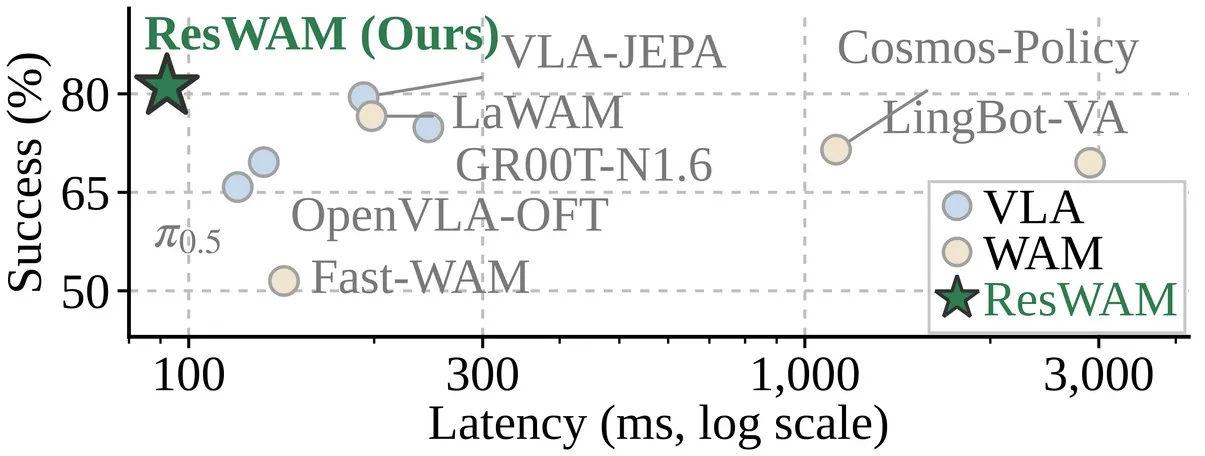 ResWAM (Ours)
VLA-JEPA
Cosmos-Policy
LaWAM
LingBot-VA
GR00T-N1.6
OpenVLA-OFT
π0.5
Fast-WAM
Success (%)
80
65
50
VLA
WAM
ResWAM
100
300
1,000
3,000
Latency (ms, log scale)